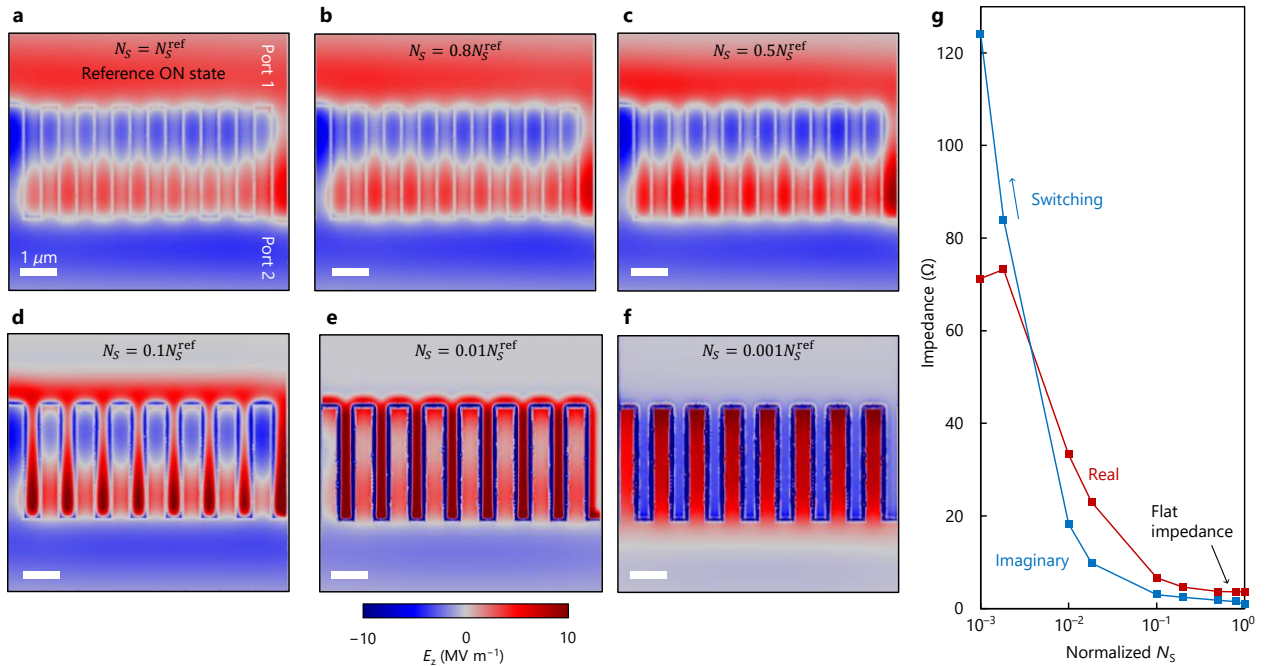 a
N_S = N_S^ref
Reference ON state
Port 1
Port 2
1 μm
b
N_S = 0.8N_S^ref
c
N_S = 0.5N_S^ref
d
N_S = 0.1N_S^ref
e
N_S = 0.01N_S^ref
f
N_S = 0.001N_S^ref
−10
0
10
E_z (MV m⁻¹)
g
Impedance (Ω)
120
100
80
60
40
20
0
Switching
Real
Imaginary
Flat
impedance
10⁻³
10⁻²
10⁻¹
10⁰
Normalized N_S